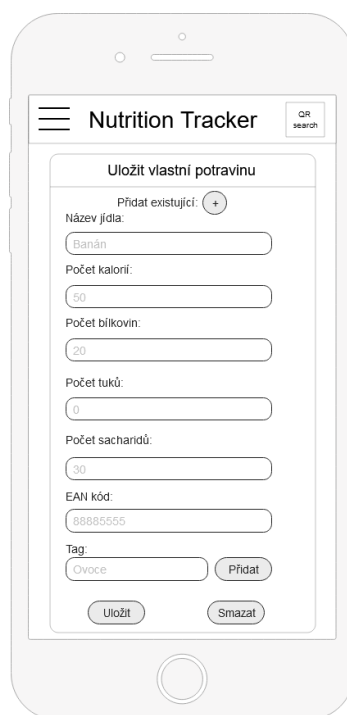 Nutrition Tracker
QR
search
Uložit vlastní potravinu
Přidat existující: +
Název jídla:
Banán
Počet kalorií:
50
Počet bílkovin:
20
Počet tuků:
0
Počet sacharidů:
30
EAN kód:
88885555
Tag:
Ovoce Přidat
Uložit Smazat